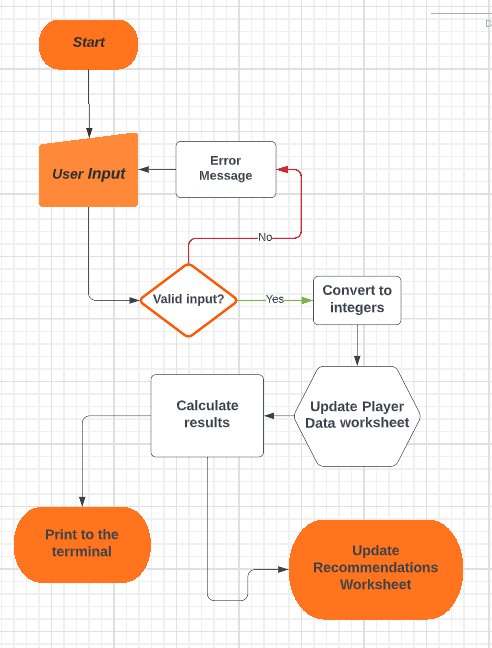 Start
User Input
Error
Message
No
Valid input?
Yes
Convert to
integers
Update Player
Data worksheet
Calculate
results
Print to the
terrminal
Update
Recommendations
Worksheet